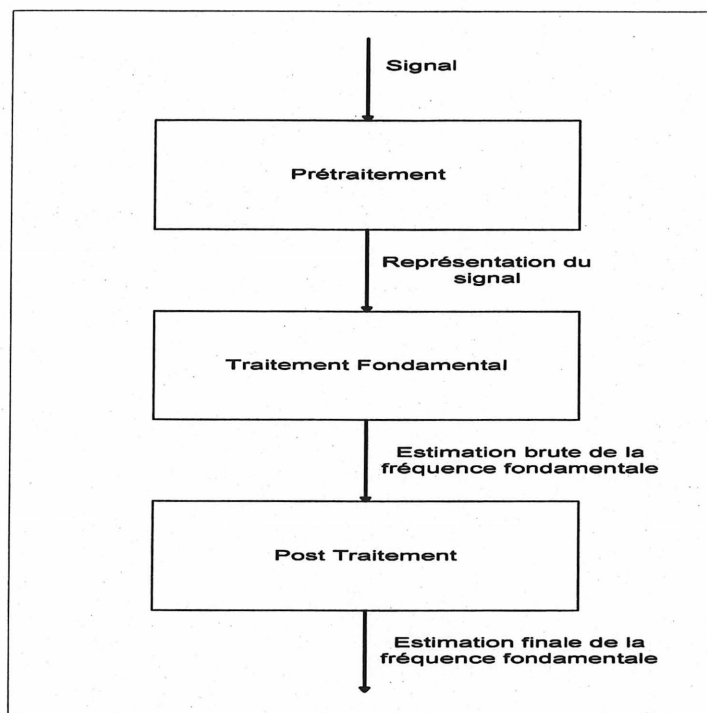 Signal
Prétraitement
Représentation du
signal
Traitement Fondamental
Estimation brute de la
fréquence fondamentale
Post Traitement
Estimation finale de la
fréquence fondamentale